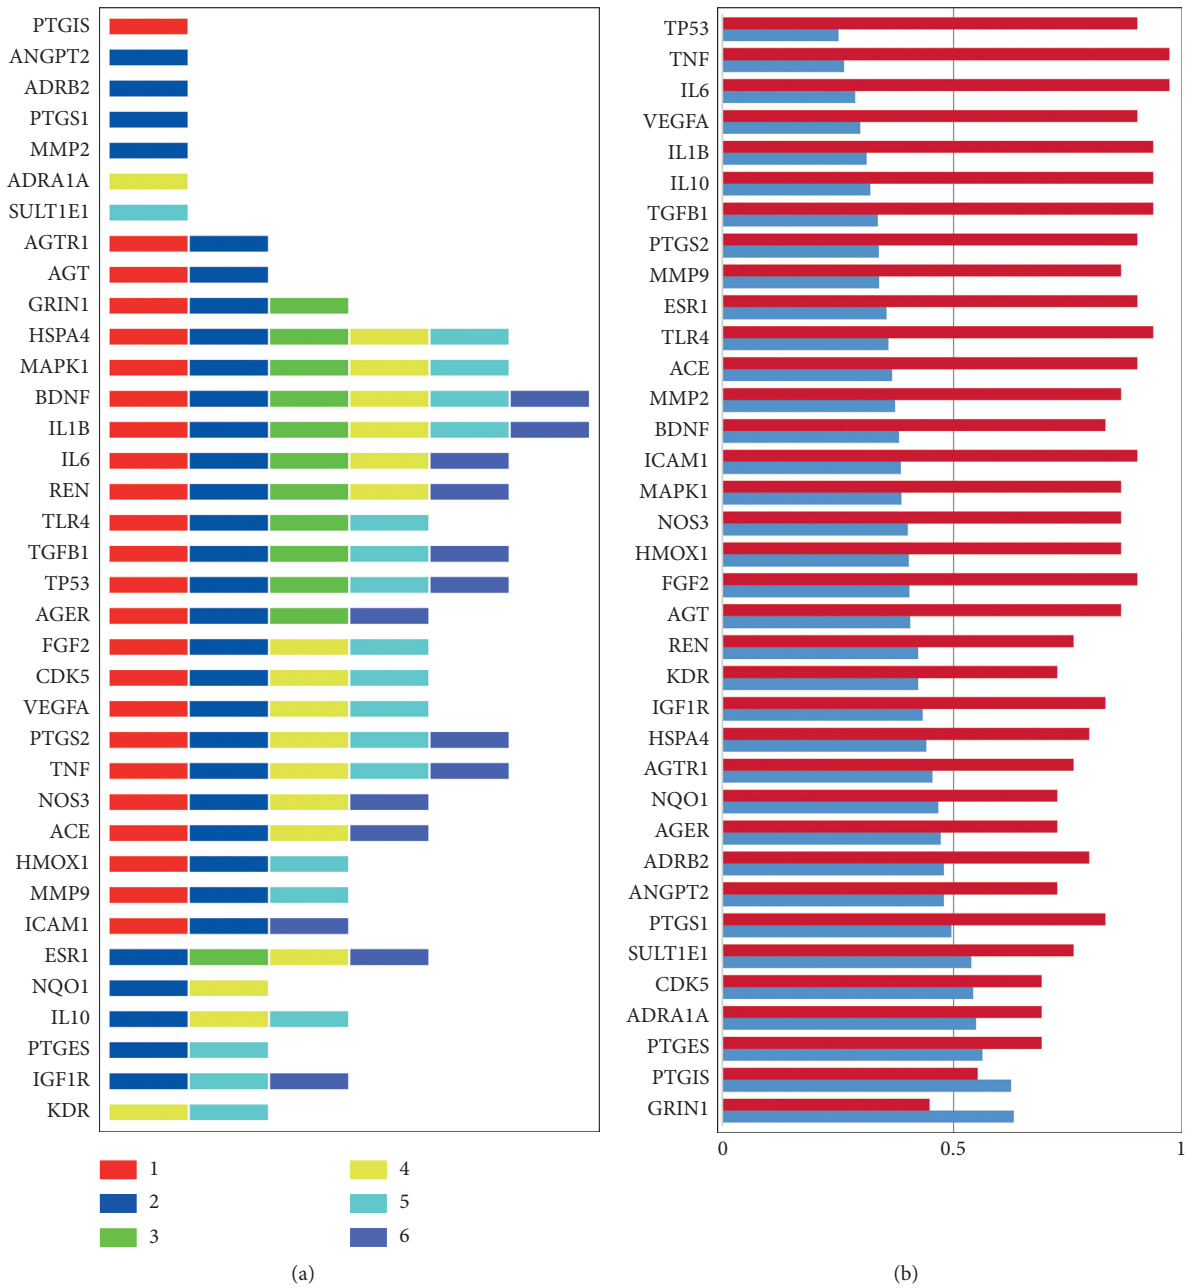 PTGIS
ANGPT2
ADRB2
PTGS1
MMP2
ADRA1A
SULT1E1
AGTR1
AGT
GRIN1
HSPA4
MAPK1
BDNF
IL1B
IL6
REN
TLR4
TGFB1
TP53
AGER
FGF2
CDK5
VEGFA
PTGS2
TNF
NOS3
ACE
HMOX1
MMP9
ICAM1
ESR1
NQO1
IL10
PTGES
IGF1R
KDR
1
2
3
4
5
6
(a)
TP53
TNF
IL6
VEGFA
IL1B
IL10
TGFB1
PTGS2
MMP9
ESR1
TLR4
ACE
MMP2
BDNF
ICAM1
MAPK1
NOS3
HMOX1
FGF2
AGT
REN
KDR
IGF1R
HSPA4
AGTR1
NQO1
AGER
ADRB2
ANGPT2
PTGS1
SULT1E1
CDK5
ADRA1A
PTGES
PTGIS
GRIN1
0 0.5 1
(b)